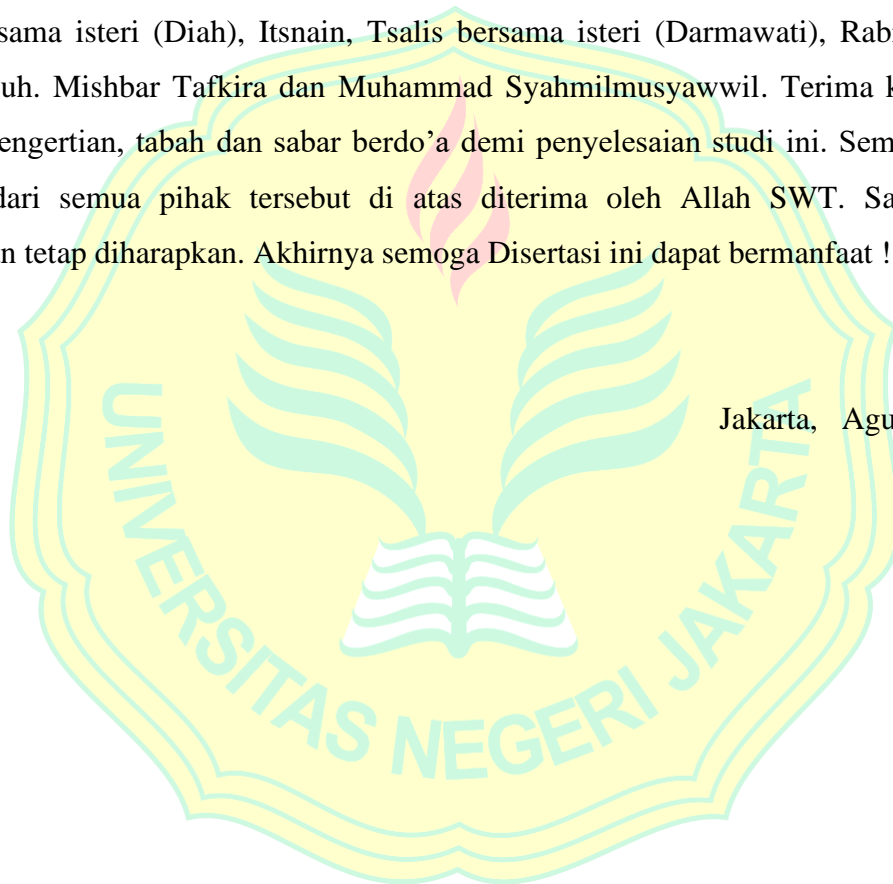 sama isteri (Diah), Itsnain, Tsalis bersama isteri (Darmawati), Rab
uh. Mishbar Tafkira dan Muhammad Syahmilmusyawwil. Terima k
engertian, tabah dan sabar berdo’a demi penyelesaian studi ini. Sem
dari semua pihak tersebut di atas diterima oleh Allah SWT. Sa
n tetap diharapkan. Akhirnya semoga Disertasi ini dapat bermanfaat !
Jakarta, Agu
UNIVERSITAS NEGERI JAKARTA